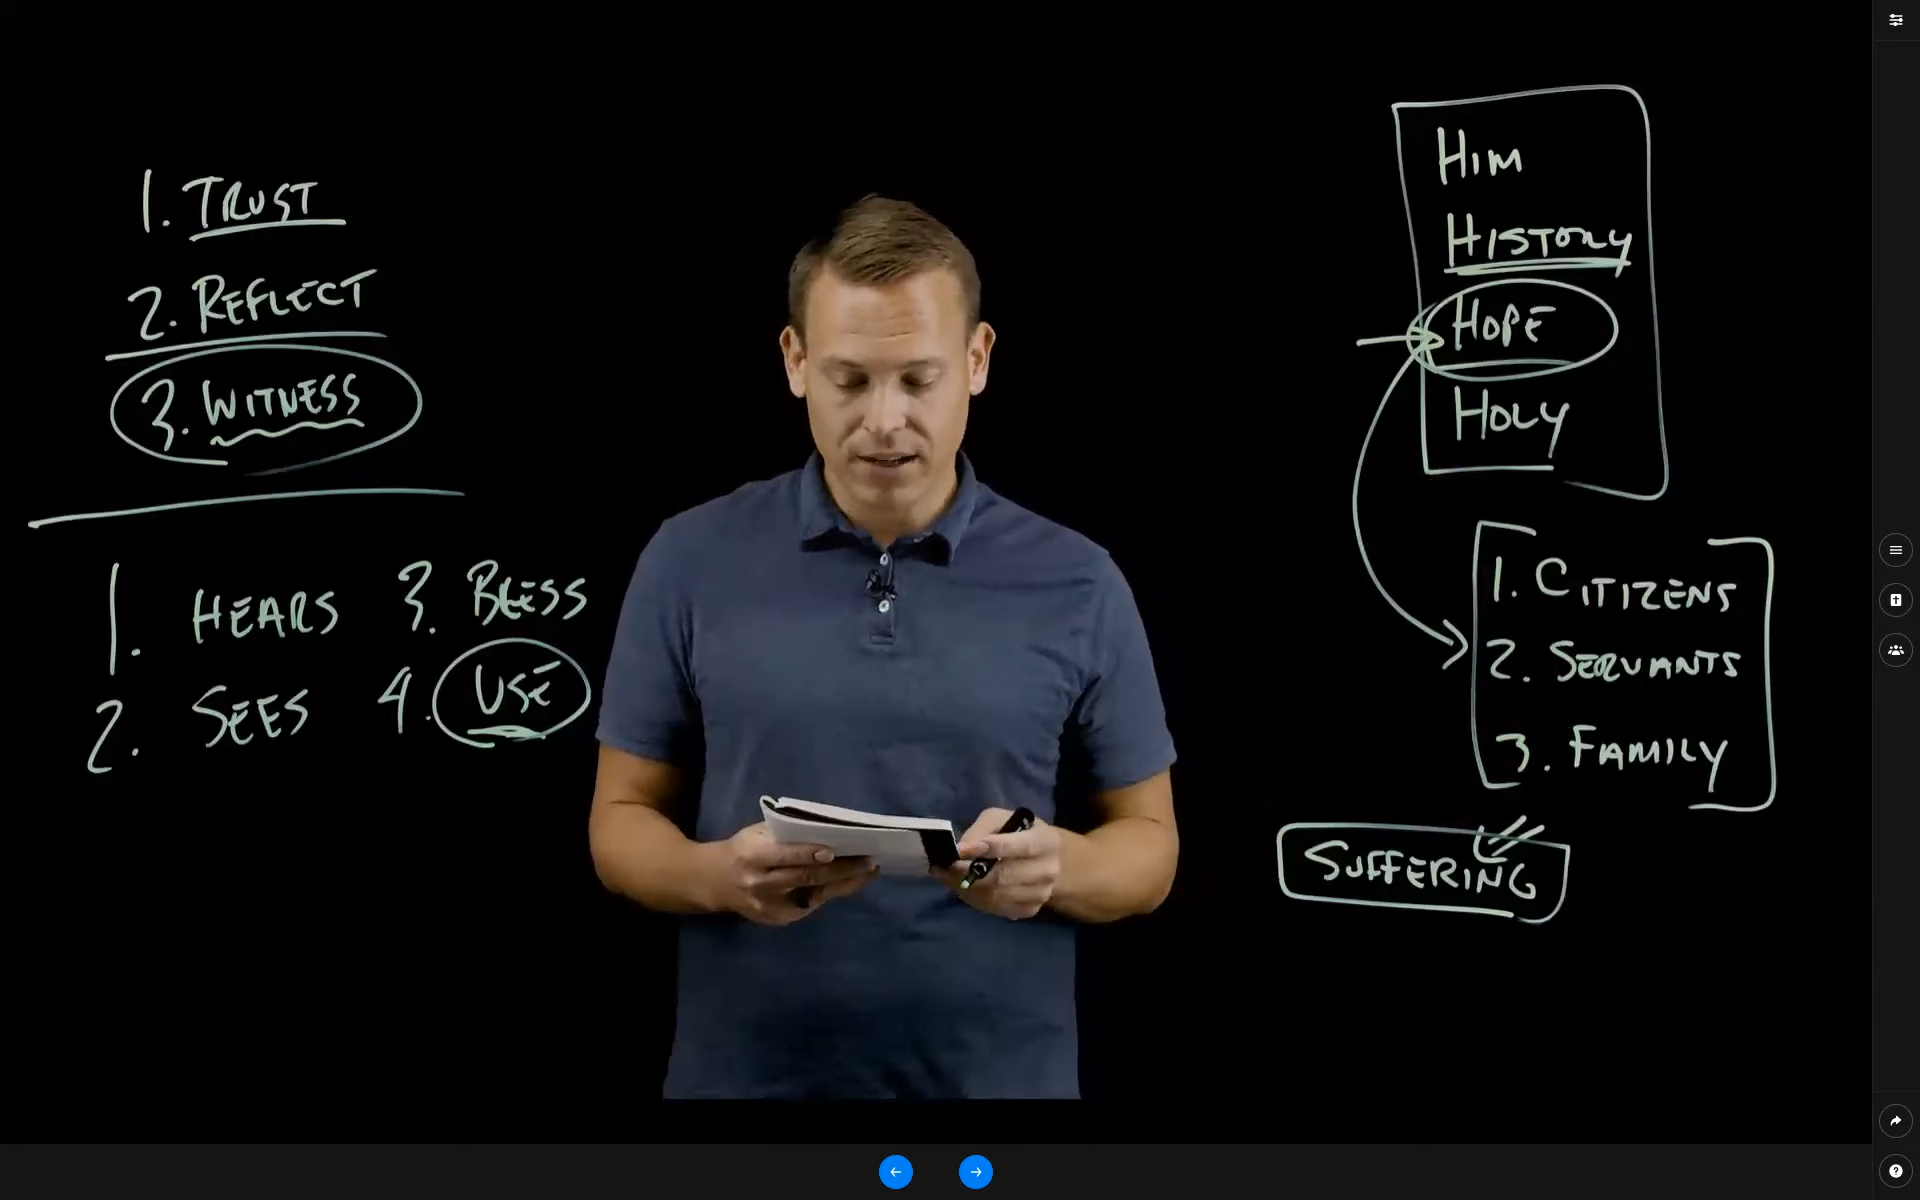 1. TRUST
2. REFLECT
3. WITNESS
1. HEARS
2. SEES
3. BLESS
4. USE
HIM
HISTORY
HOPE
HOLY
1. CITIZENS
2. SERVANTS
3. FAMILY
SUFFERING